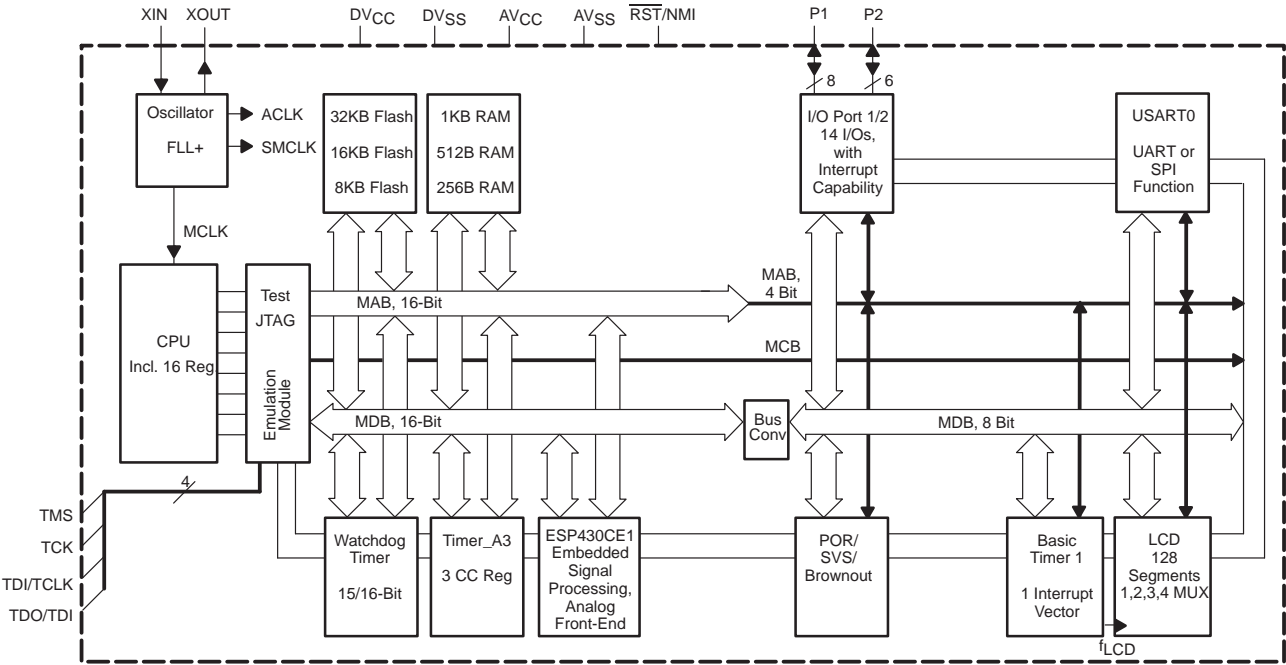 XIN
XOUT
DVCC
DVSS
AVCC
AVSS
RST/NMI
P1
P2
8
6
Oscillator
FLL+
ACLK
SMCLK
MCLK
32KB Flash
16KB Flash
8KB Flash
1KB RAM
512B RAM
256B RAM
I/O Port 1/2
14 I/Os,
with
Interrupt
Capability
USART0
UART or
SPI
Function
CPU
Incl. 16 Reg
Test
JTAG
Emulation
Module
MAB, 16-Bit
MAB,
4 Bit
MCB
MDB, 16-Bit
Bus
Conv
MDB, 8 Bit
4
TMS
TCK
TDI/TCLK
TDO/TDI
Watchdog
Timer
15/16-Bit
Timer_A3
3 CC Reg
ESP430CE1
Embedded
Signal
Processing,
Analog
Front-End
POR/
SVS/
Brownout
Basic
Timer 1
1 Interrupt
Vector
LCD
128
Segments
1,2,3,4 MUX
fLCD